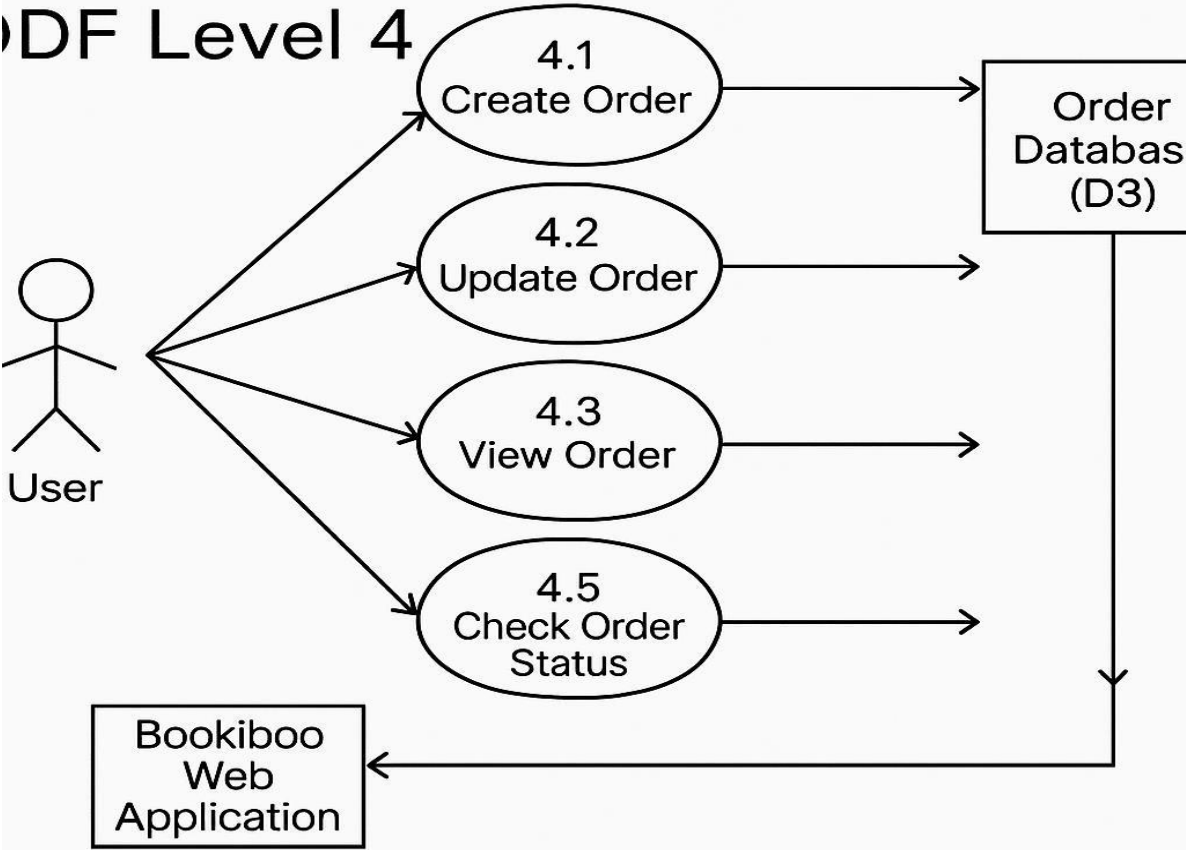 DDF Level 4
4.1
Create Order
Order
Databas
(D3)
4.2
Update Order
4.3
View Order
User
4.5
Check Order
Status
Bookiboo
Web
Application